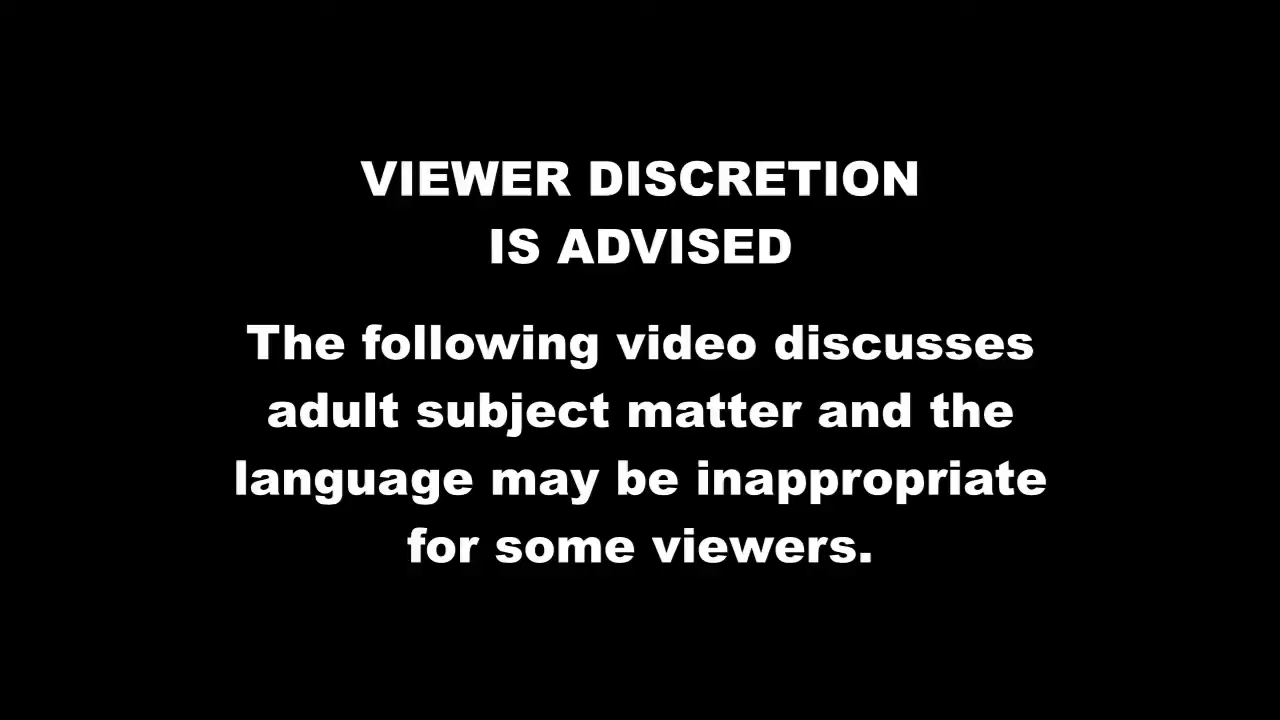 VIEWER DISCRETION
IS ADVISED
The following video discusses
adult subject matter and the
language may be inappropriate
for some viewers.